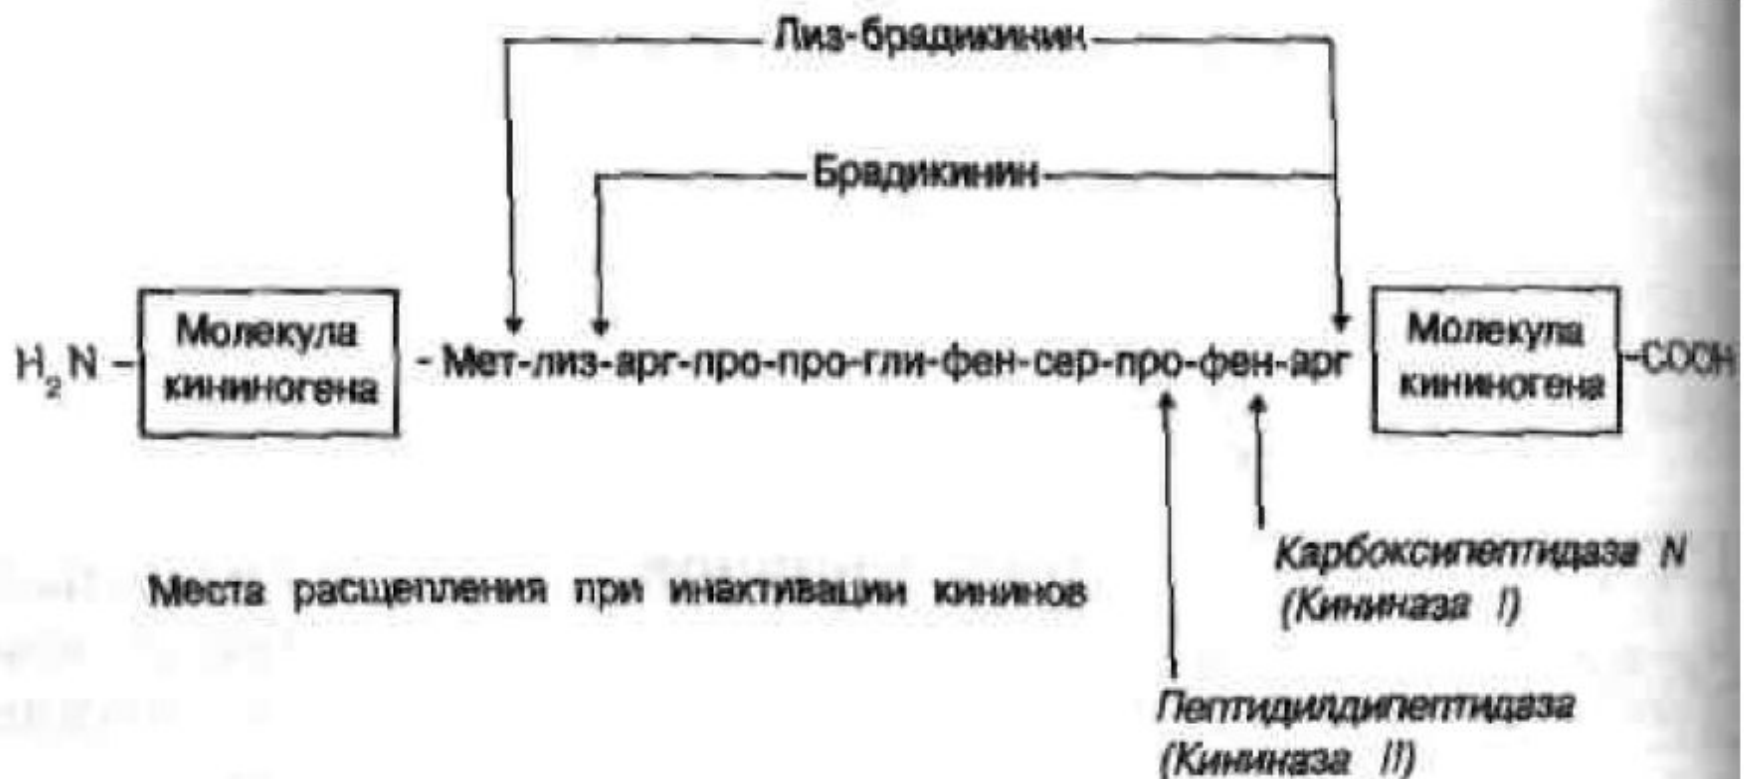 Лиз-брадикинин
Брадикинин
H₂N – Молекула кининогена - Мет-лиз-арг-про-про-гли-фен-сер-про-фен-арг Молекула кининогена -COOH
Места расщепления при инактивации кининов
Карбоксипептидаза N
(Кининаза I)
Пептидилдипептидаза
(Кининаза II)